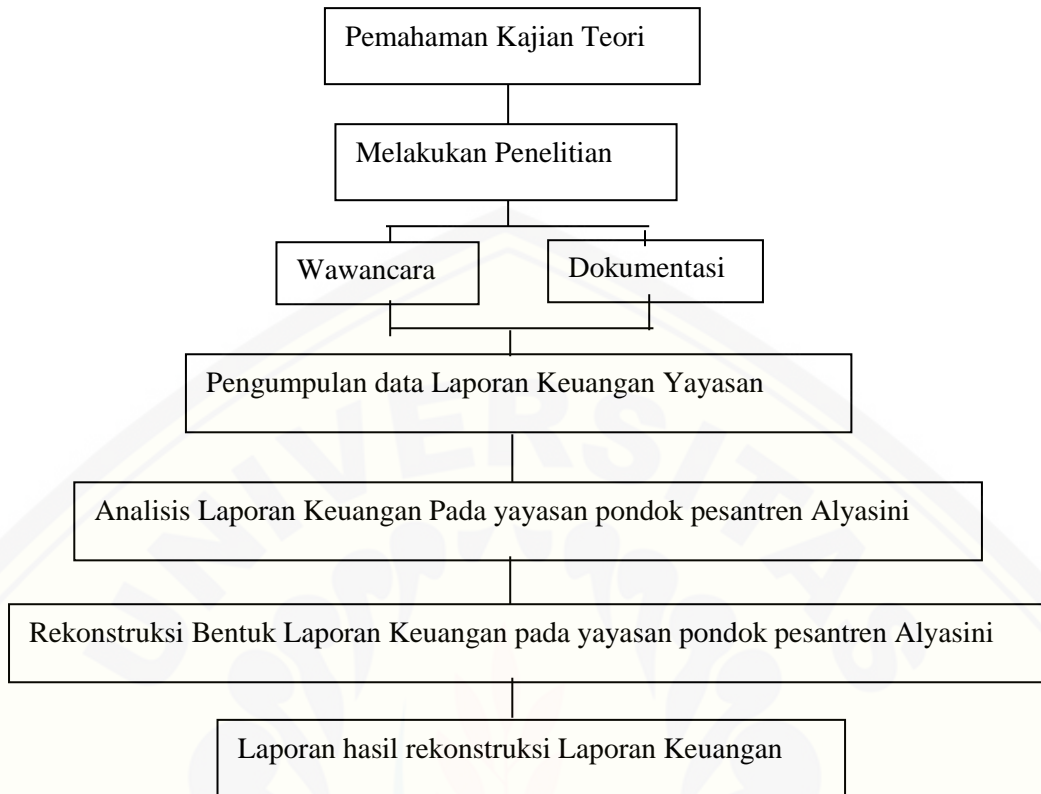 Pemahaman Kajian Teori
Melakukan Penelitian
Wawancara
Dokumentasi
Pengumpulan data Laporan Keuangan Yayasan
Analisis Laporan Keuangan Pada yayasan pondok pesantren Alyasini
Rekonstruksi Bentuk Laporan Keuangan pada yayasan pondok pesantren Alyasini
Laporan hasil rekonstruksi Laporan Keuangan
UNIVERSITAS